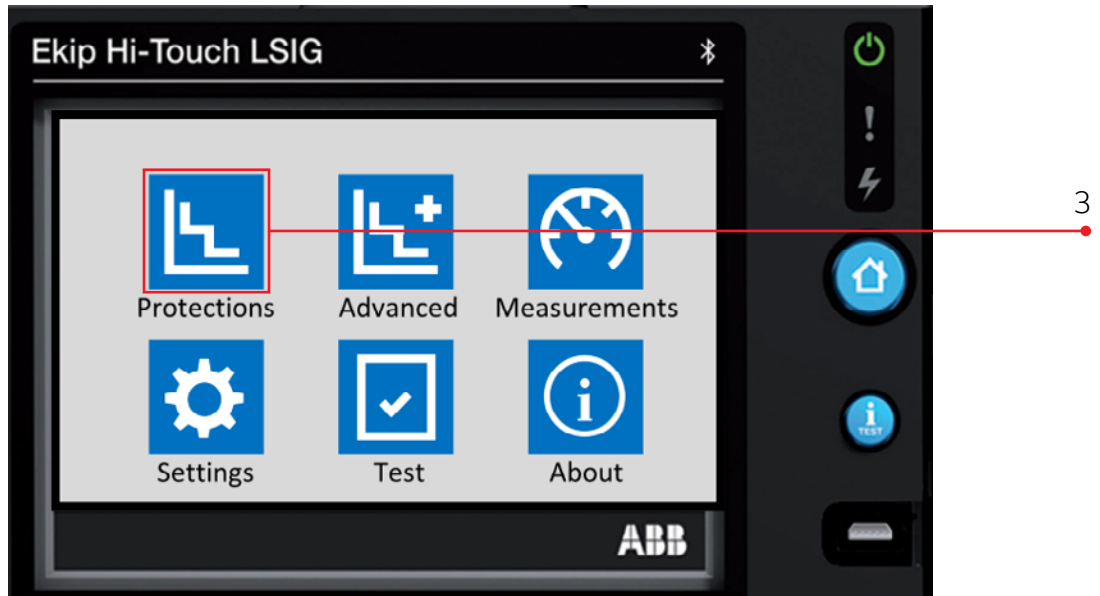 Ekip Hi-Touch LSIG
3
Protections Advanced Measurements
Settings Test About
TEST
ABB